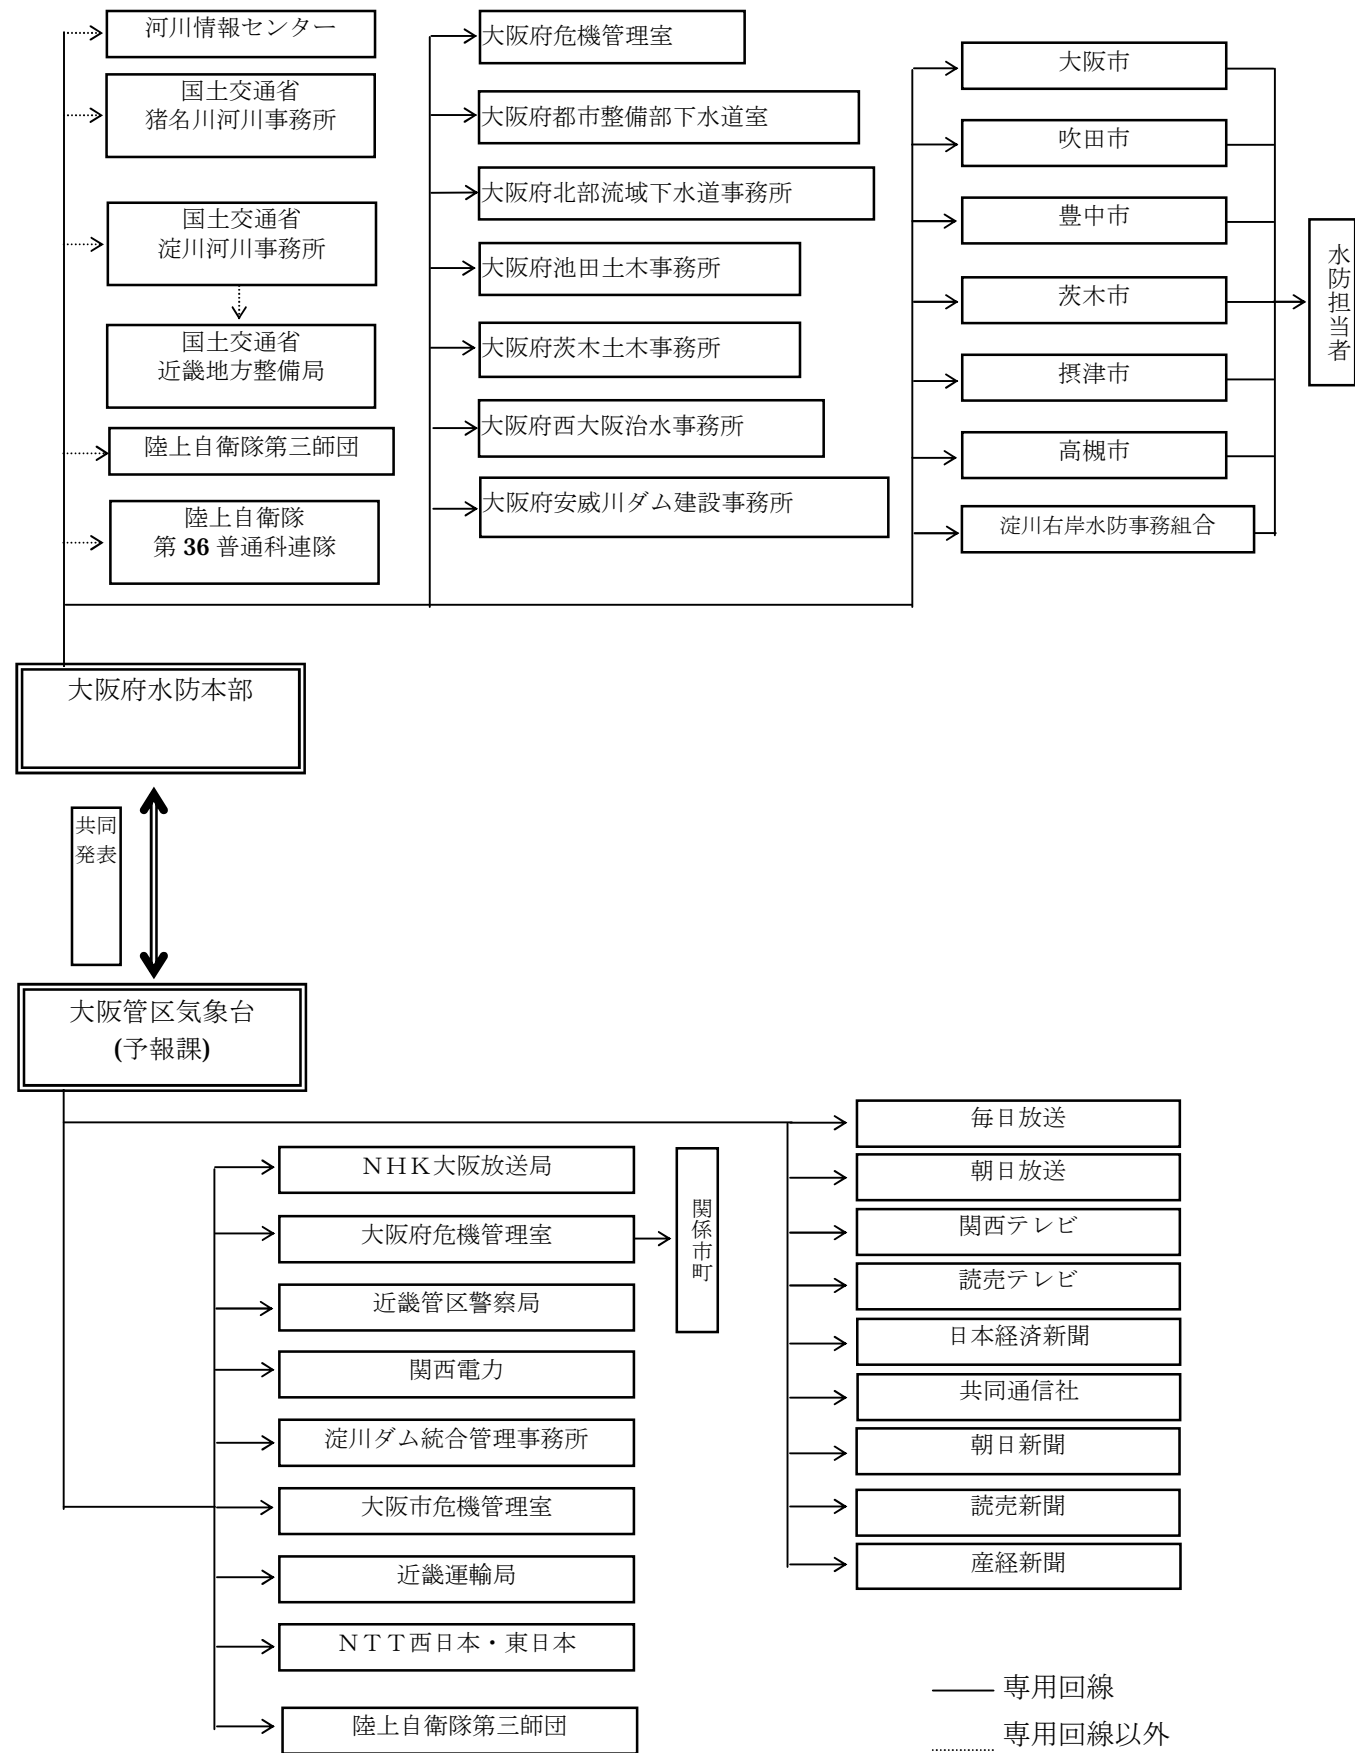 河川情報センター
国土交通省
猪名川河川事務所
国土交通省
淀川河川事務所
国土交通省
近畿地方整備局
陸上自衛隊第三師団
陸上自衛隊
第 36 普通科連隊
大阪府危機管理室
大阪府都市整備部下水道室
大阪府北部流域下水道事務所
大阪府池田土木事務所
大阪府茨木土木事務所
大阪府西大阪治水事務所
大阪府安威川ダム建設事務所
大阪市
吹田市
豊中市
茨木市
摂津市
高槻市
淀川右岸水防事務組合
水防担当者
大阪府水防本部
共同
発表
大阪管区気象台
(予報課)
NHK大阪放送局
大阪府危機管理室
近畿管区警察局
関西電力
淀川ダム統合管理事務所
大阪市危機管理室
近畿運輸局
NTT西日本・東日本
陸上自衛隊第三師団
関係市町
毎日放送
朝日放送
関西テレビ
読売テレビ
日本経済新聞
共同通信社
朝日新聞
読売新聞
産経新聞
専用回線
専用回線以外